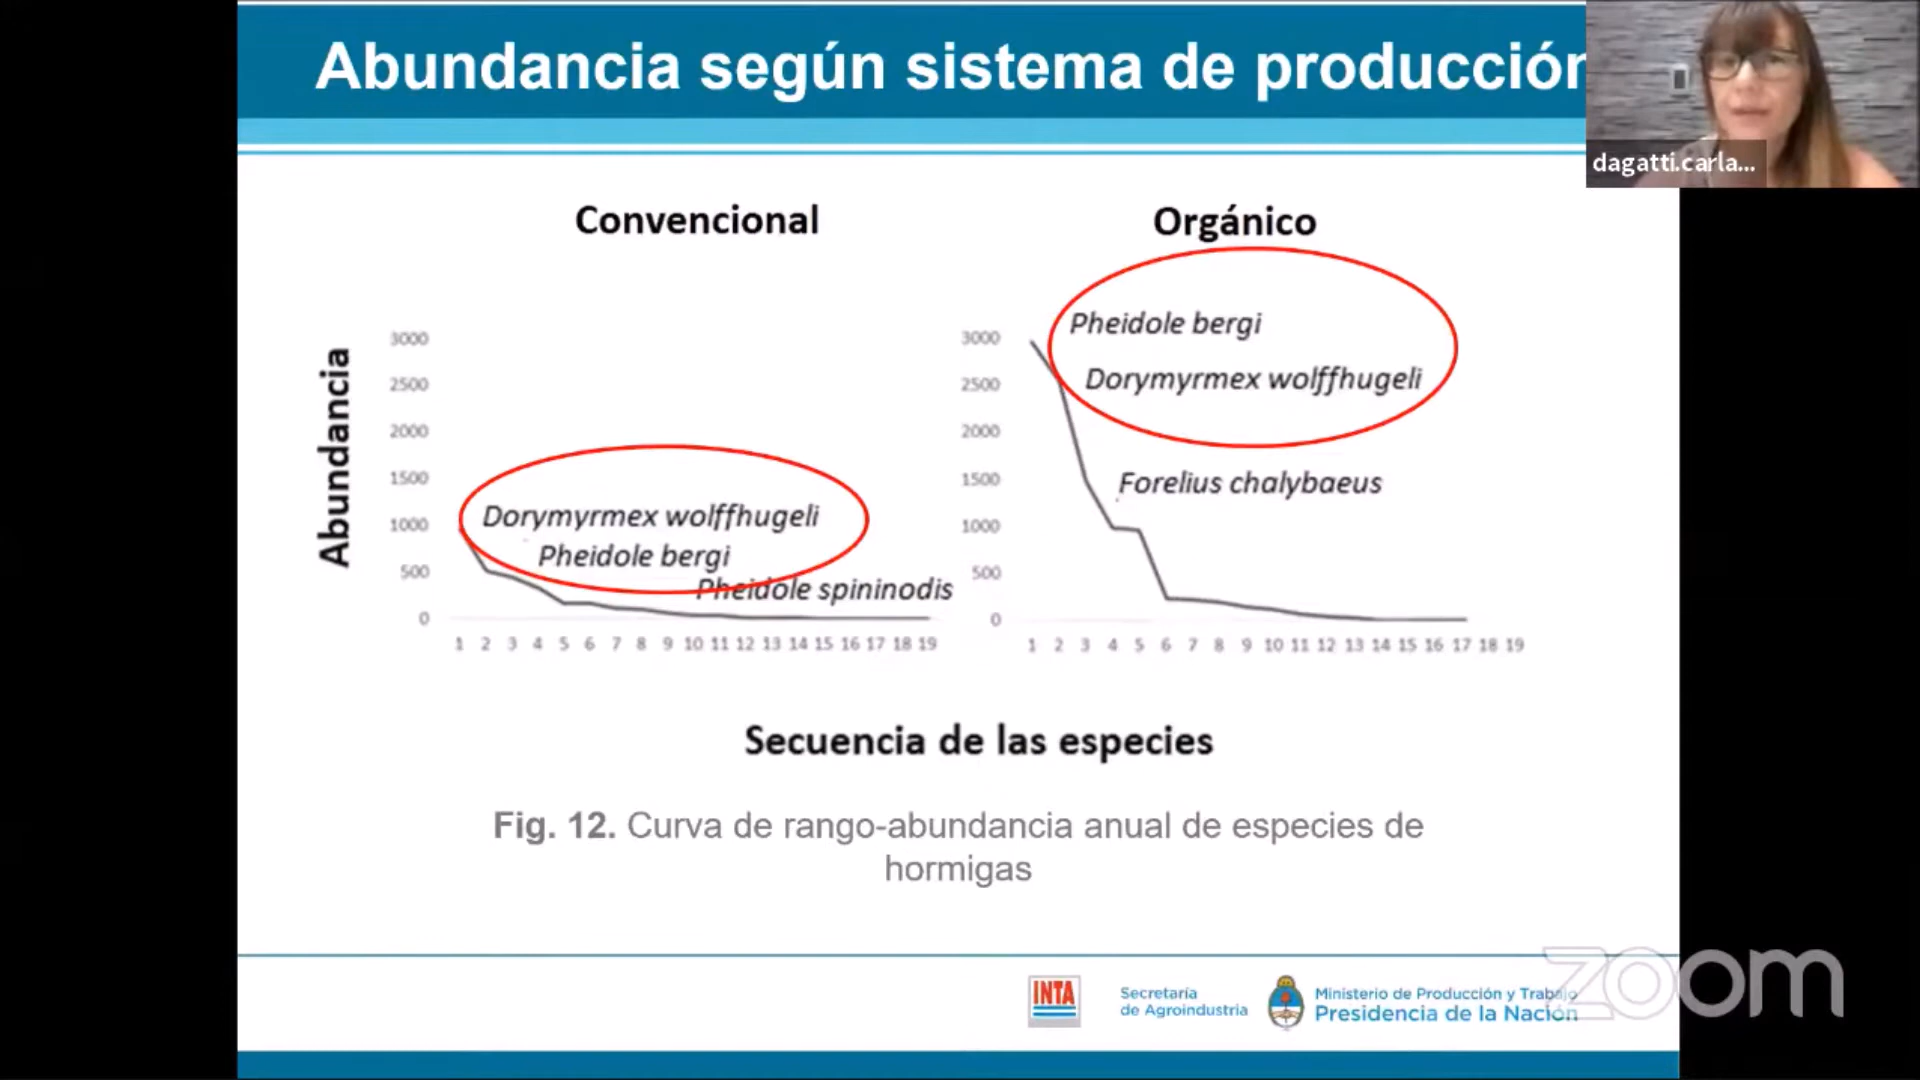 Abundancia según sistema de producción
dagatti.carla...
Convencional
Orgánico
Abundancia
3000
2500
2000
1500
1000
500
0
Dorymyrmex wolffhugeli
Pheidole bergi
Pheidole spininodis
1 2 3 4 5 6 7 8 9 10 11 12 13 14 15 16 17 18 19
3000
2500
2000
1500
1000
500
0
Pheidole bergi
Dorymyrmex wolffhugeli
Forelius chalybaeus
1 2 3 4 5 6 7 8 9 10 11 12 13 14 15 16 17 18 19
Secuencia de las especies
Fig. 12. Curva de rango-abundancia anual de especies de
hormigas
INTA
Secretaría
de Agroindustria
Ministerio de Producción y Trabajo
Presidencia de la Nación
zoom